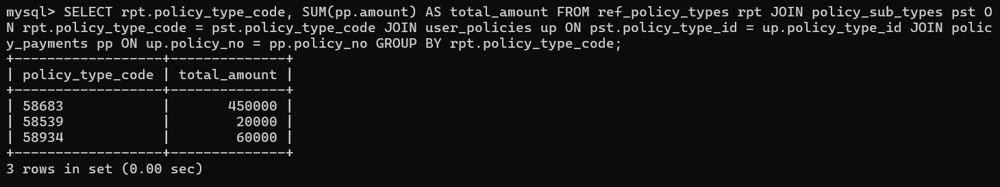 mysql> SELECT rpt.policy_type_code, SUM(pp.amount) AS total_amount FROM ref_policy_types rpt JOIN policy_sub_types pst O
N rpt.policy_type_code = pst.policy_type_code JOIN user_policies up ON pst.policy_type_id = up.policy_type_id JOIN polic
y_payments pp ON up.policy_no = pp.policy_no GROUP BY rpt.policy_type_code;
+------------------+--------------+
| policy_type_code | total_amount |
+------------------+--------------+
| 58683            |       450000 |
| 58539            |        20000 |
| 58934            |        60000 |
+------------------+--------------+
3 rows in set (0.00 sec)